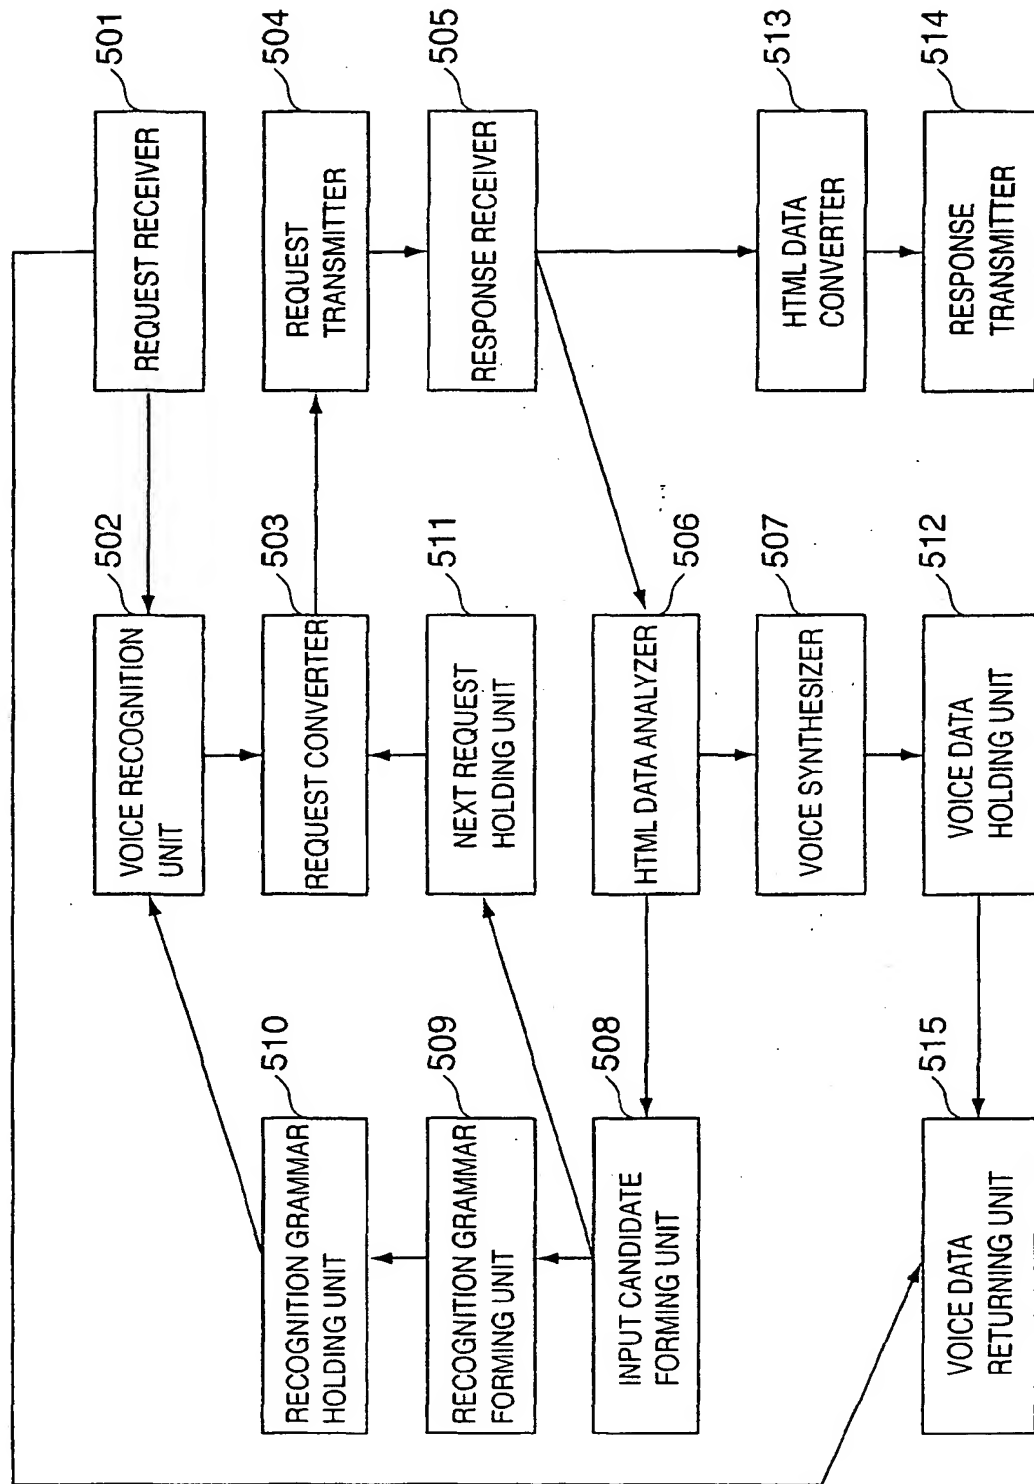 501
REQUEST RECEIVER
504
REQUEST
TRANSMITTER
505
RESPONSE RECEIVER
513
HTML DATA
CONVERTER
514
RESPONSE
TRANSMITTER
502
VOICE RECOGNITION
UNIT
503
REQUEST CONVERTER
511
NEXT REQUEST
HOLDING UNIT
506
HTML DATA ANALYZER
507
VOICE SYNTHESIZER
512
VOICE DATA
HOLDING UNIT
510
RECOGNITION GRAMMAR
HOLDING UNIT
509
RECOGNITION GRAMMAR
FORMING UNIT
508
INPUT CANDIDATE
FORMING UNIT
515
VOICE DATA
RETURNING UNIT